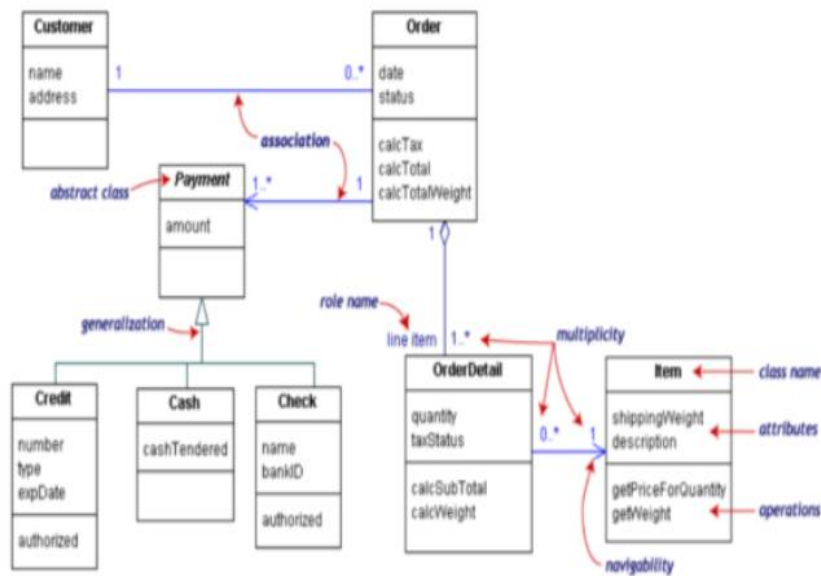 Customer
name
address
1
0..*
Order
date
status
calcTax
calcTotal
calcTotalWeight
association
abstract class
Payment
amount
1..*
1
generalization
1
role name
line item
1..*
multiplicity
Credit
number
type
expDate
authorized
Cash
cashTendered
Check
name
bankID
authorized
OrderDetail
quantity
taxStatus
calcSubTotal
calcWeight
0..*
1
Item
shippingWeight
description
getPriceForQuantity
getWeight
class name
attributes
operations
navigability